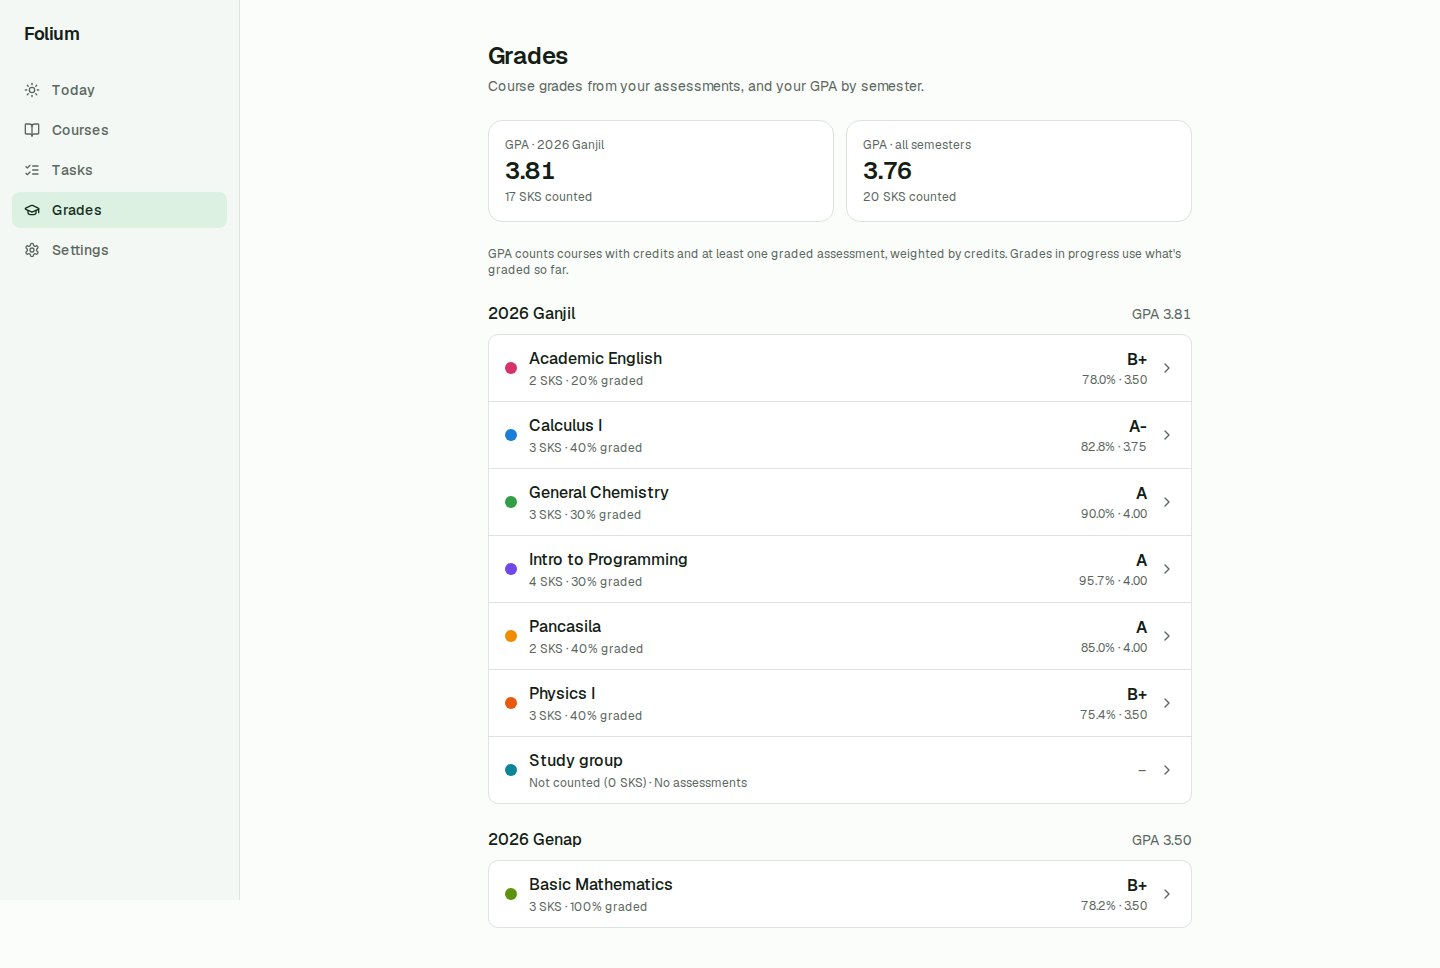 Folium
Today
Courses
Tasks
Grades
Settings
Grades
Course grades from your assessments, and your GPA by semester.
GPA · 2026 Ganjil
3.81
17 SKS counted
GPA · all semesters
3.76
20 SKS counted
GPA counts courses with credits and at least one graded assessment, weighted by credits. Grades in progress use what's
graded so far.
2026 Ganjil
GPA 3.81
Academic English
2 SKS · 20% graded
B+
78.0% · 3.50
Calculus I
3 SKS · 40% graded
A-
82.8% · 3.75
General Chemistry
3 SKS · 30% graded
A
90.0% · 4.00
Intro to Programming
4 SKS · 30% graded
A
95.7% · 4.00
Pancasila
2 SKS · 40% graded
A
85.0% · 4.00
Physics I
3 SKS · 40% graded
B+
75.4% · 3.50
Study group
Not counted (0 SKS) · No assessments
–
2026 Genap
GPA 3.50
Basic Mathematics
3 SKS · 100% graded
B+
78.2% · 3.50